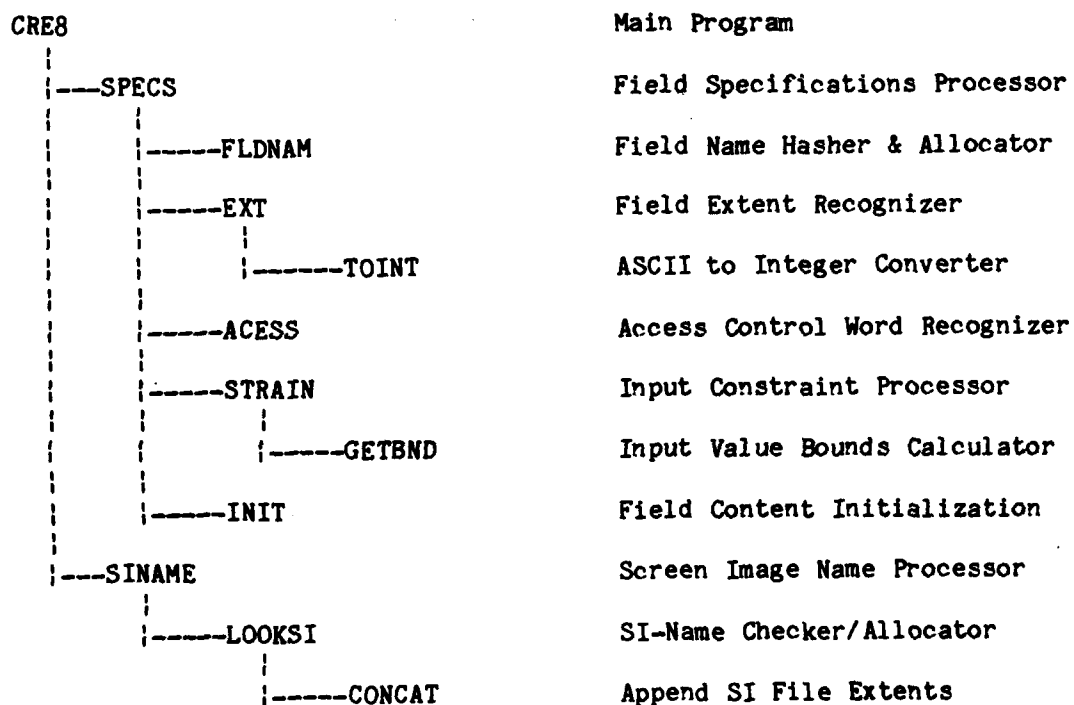 CRE8 Main Program
|---SPECS Field Specifications Processor
|-----FLDNAM Field Name Hasher & Allocator
|-----EXT Field Extent Recognizer
|------TOINT ASCII to Integer Converter
|-----ACESS Access Control Word Recognizer
|-----STRAIN Input Constraint Processor
|-----GETBND Input Value Bounds Calculator
|-----INIT Field Content Initialization
|---SINAME Screen Image Name Processor
|-----LOOKSI SI-Name Checker/Allocator
|-----CONCAT Append SI File Extents